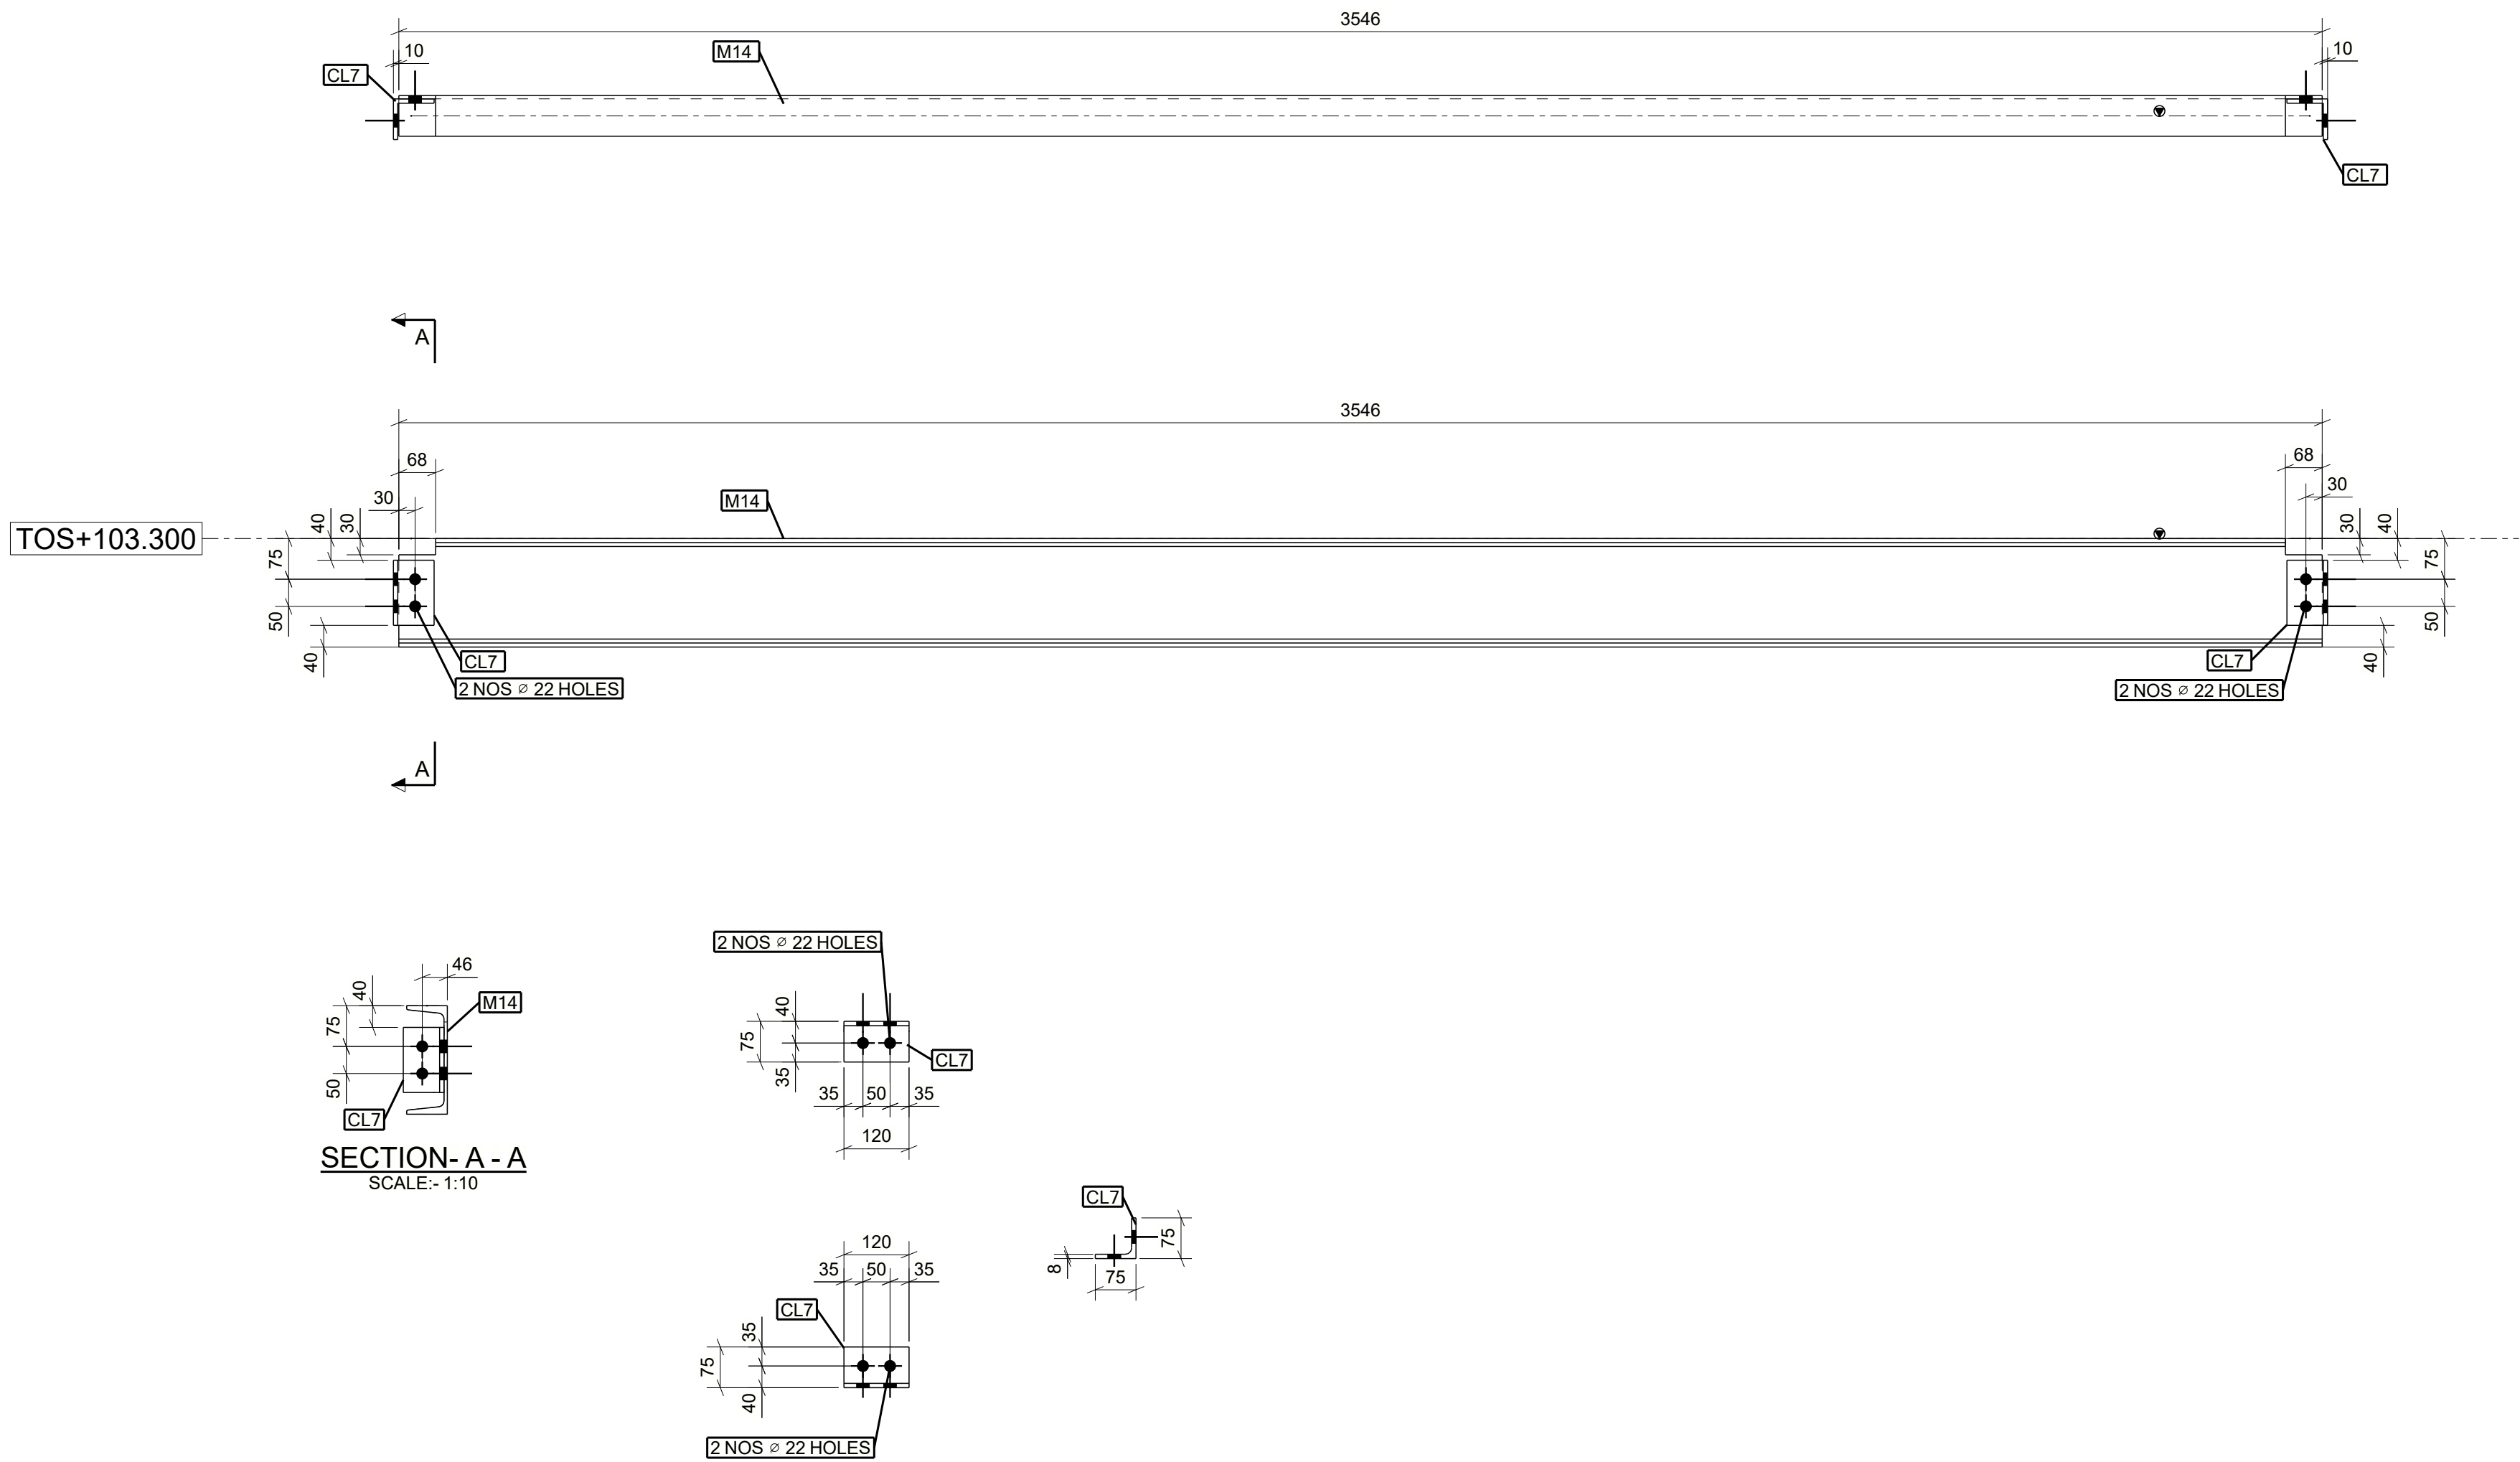 3546
10
M14
10
CL7
CL7
A
3546
68
68
30
M14
30
40
30
30
40
TOS+103.300
75
75
50
50
40
CL7
CL7
40
2 NOS ⌀ 22 HOLES
2 NOS ⌀ 22 HOLES
A
2 NOS ⌀ 22 HOLES
46
40
M14
40
75
75
CL7
35
50
35
50
35
CL7
120
SECTION- A - A
SCALE:- 1:10
CL7
120
75
35
50
35
8
75
CL7
35
75
40
2 NOS ⌀ 22 HOLES